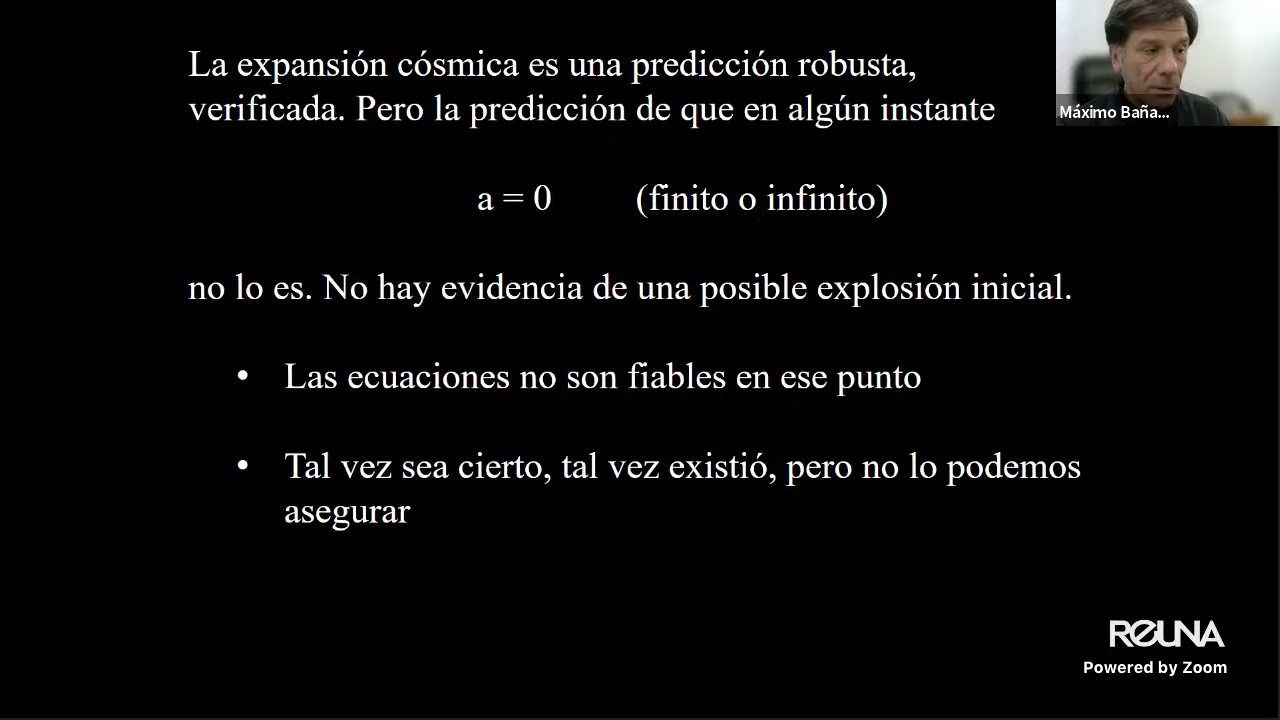 La expansión cósmica es una predicción robusta,
verificada. Pero la predicción de que en algún instante
a = 0 (finito o infinito)
no lo es. No hay evidencia de una posible explosión inicial.
• Las ecuaciones no son fiables en ese punto
• Tal vez sea cierto, tal vez existió, pero no lo podemos
asegurar
Máximo Baña...
REUNA
Powered by Zoom